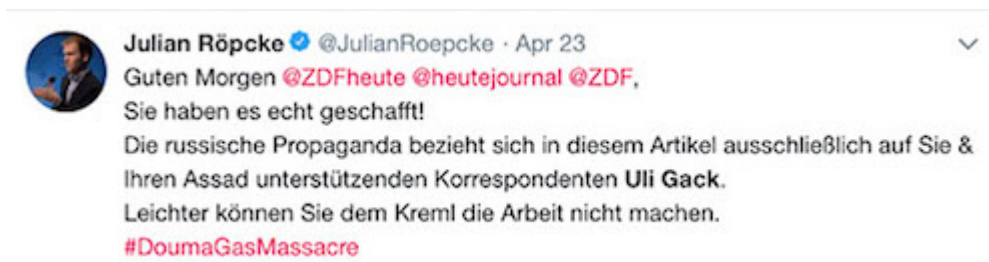 Julian Röpcke @JulianRoepcke · Apr 23
Guten Morgen @ZDFheute @heutejournal @ZDF,
Sie haben es echt geschafft!
Die russische Propaganda bezieht sich in diesem Artikel ausschließlich auf Sie &
Ihren Assad unterstützenden Korrespondenten Uli Gack.
Leichter können Sie dem Kreml die Arbeit nicht machen.
#DoumaGasMassacre